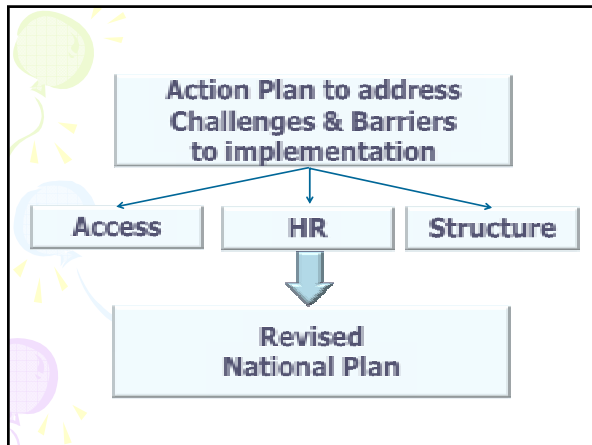 Action Plan to address
Challenges & Barriers
to implementation
Access
HR
Structure
Revised
National Plan